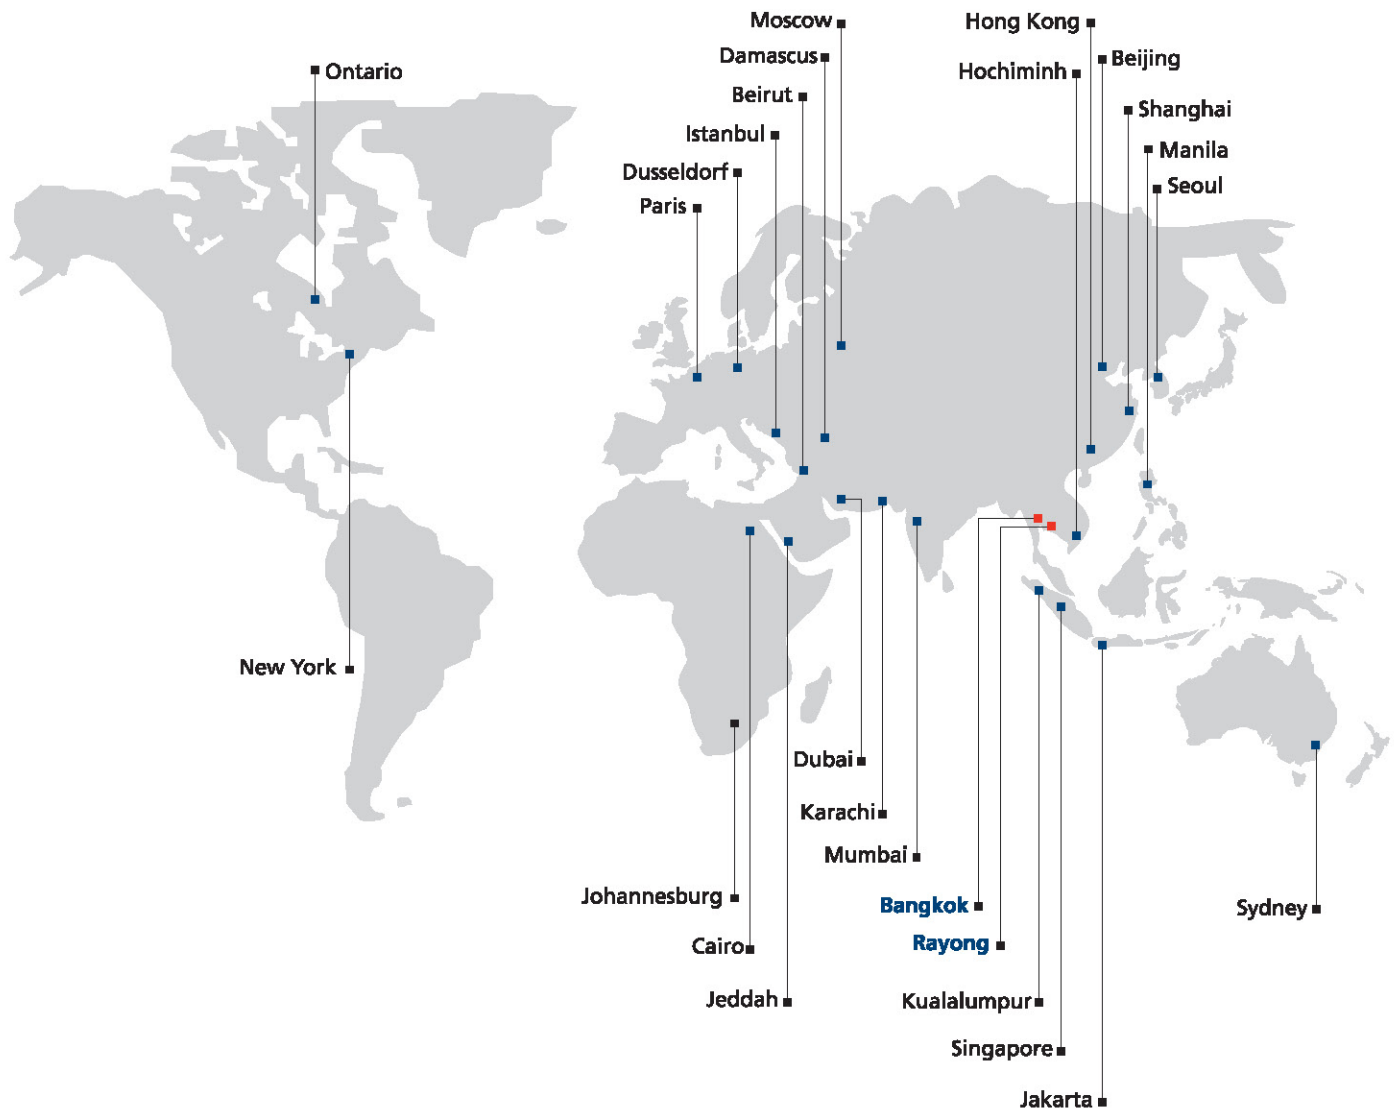 Moscow
Hong Kong
Damascus
Beijing
Ontario
Hochiminh
Beirut
Shanghai
Istanbul
Manila
Dusseldorf
Seoul
Paris
New York
Dubai
Karachi
Mumbai
Johannesburg
Bangkok
Sydney
Rayong
Cairo
Jeddah
Kualalumpur
Singapore
Jakarta